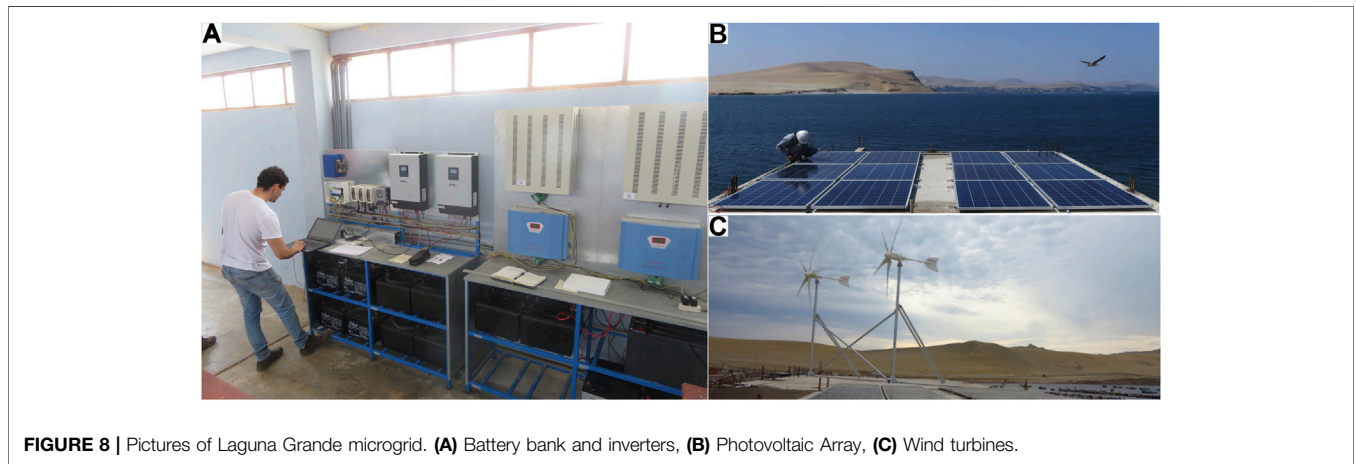 A
B
C
FIGURE 8 | Pictures of Laguna Grande microgrid. (A) Battery bank and inverters, (B) Photovoltaic Array, (C) Wind turbines.